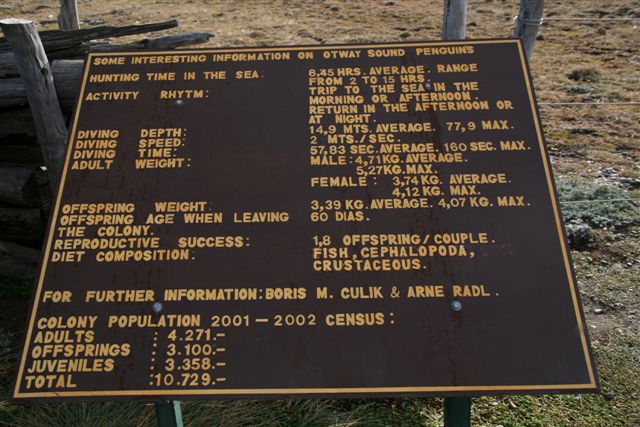 SOME INTERESTING INFORMATION ON OTWAY SOUND PENGUINS
HUNTING TIME IN THE SEA: 8,45 HRS. AVERAGE. RANGE
FROM 2 TO 15 HRS.
ACTIVITY RHYTM: TRIP TO THE SEA IN THE
MORNING OR AFTERNOON
RETURN IN THE AFTERNOON OR
AT NIGHT.
DIVING DEPTH: 14,9 MTS. AVERAGE. 77,9 MAX.
DIVING SPEED: 2 MTS./SEC.
DIVING TIME: 57,83 SEC. AVERAGE. 160 SEC. MAX.
ADULT WEIGHT: MALE: 4,71KG. AVERAGE.
5,27KG. MAX.
FEMALE: 3,74KG. AVERAGE.
4,12 KG. MAX.
OFFSPRING WEIGHT: 3,39 KG. AVERAGE. 4,07 KG. MAX.
OFFSPRING AGE WHEN LEAVING 60 DIAS.
THE COLONY.
REPRODUCTIVE SUCCESS: 1,8 OFFSPRING/COUPLE.
DIET COMPOSITION: FISH, CEPHALOPODA,
CRUSTACEOUS.
FOR FURTHER INFORMATION: BORIS M. CULIK & ARNE RADL.
COLONY POPULATION 2001 – 2002 CENSUS:
ADULTS : 4.271.–
OFFSPRINGS : 3.100.–
JUVENILES : 3.358.–
TOTAL :10.729.–